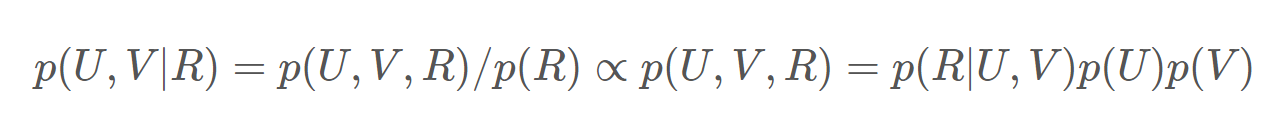 p(U, V|R) = p(U, V, R)/p(R) ∝ p(U, V, R) = p(R|U, V)p(U)p(V)